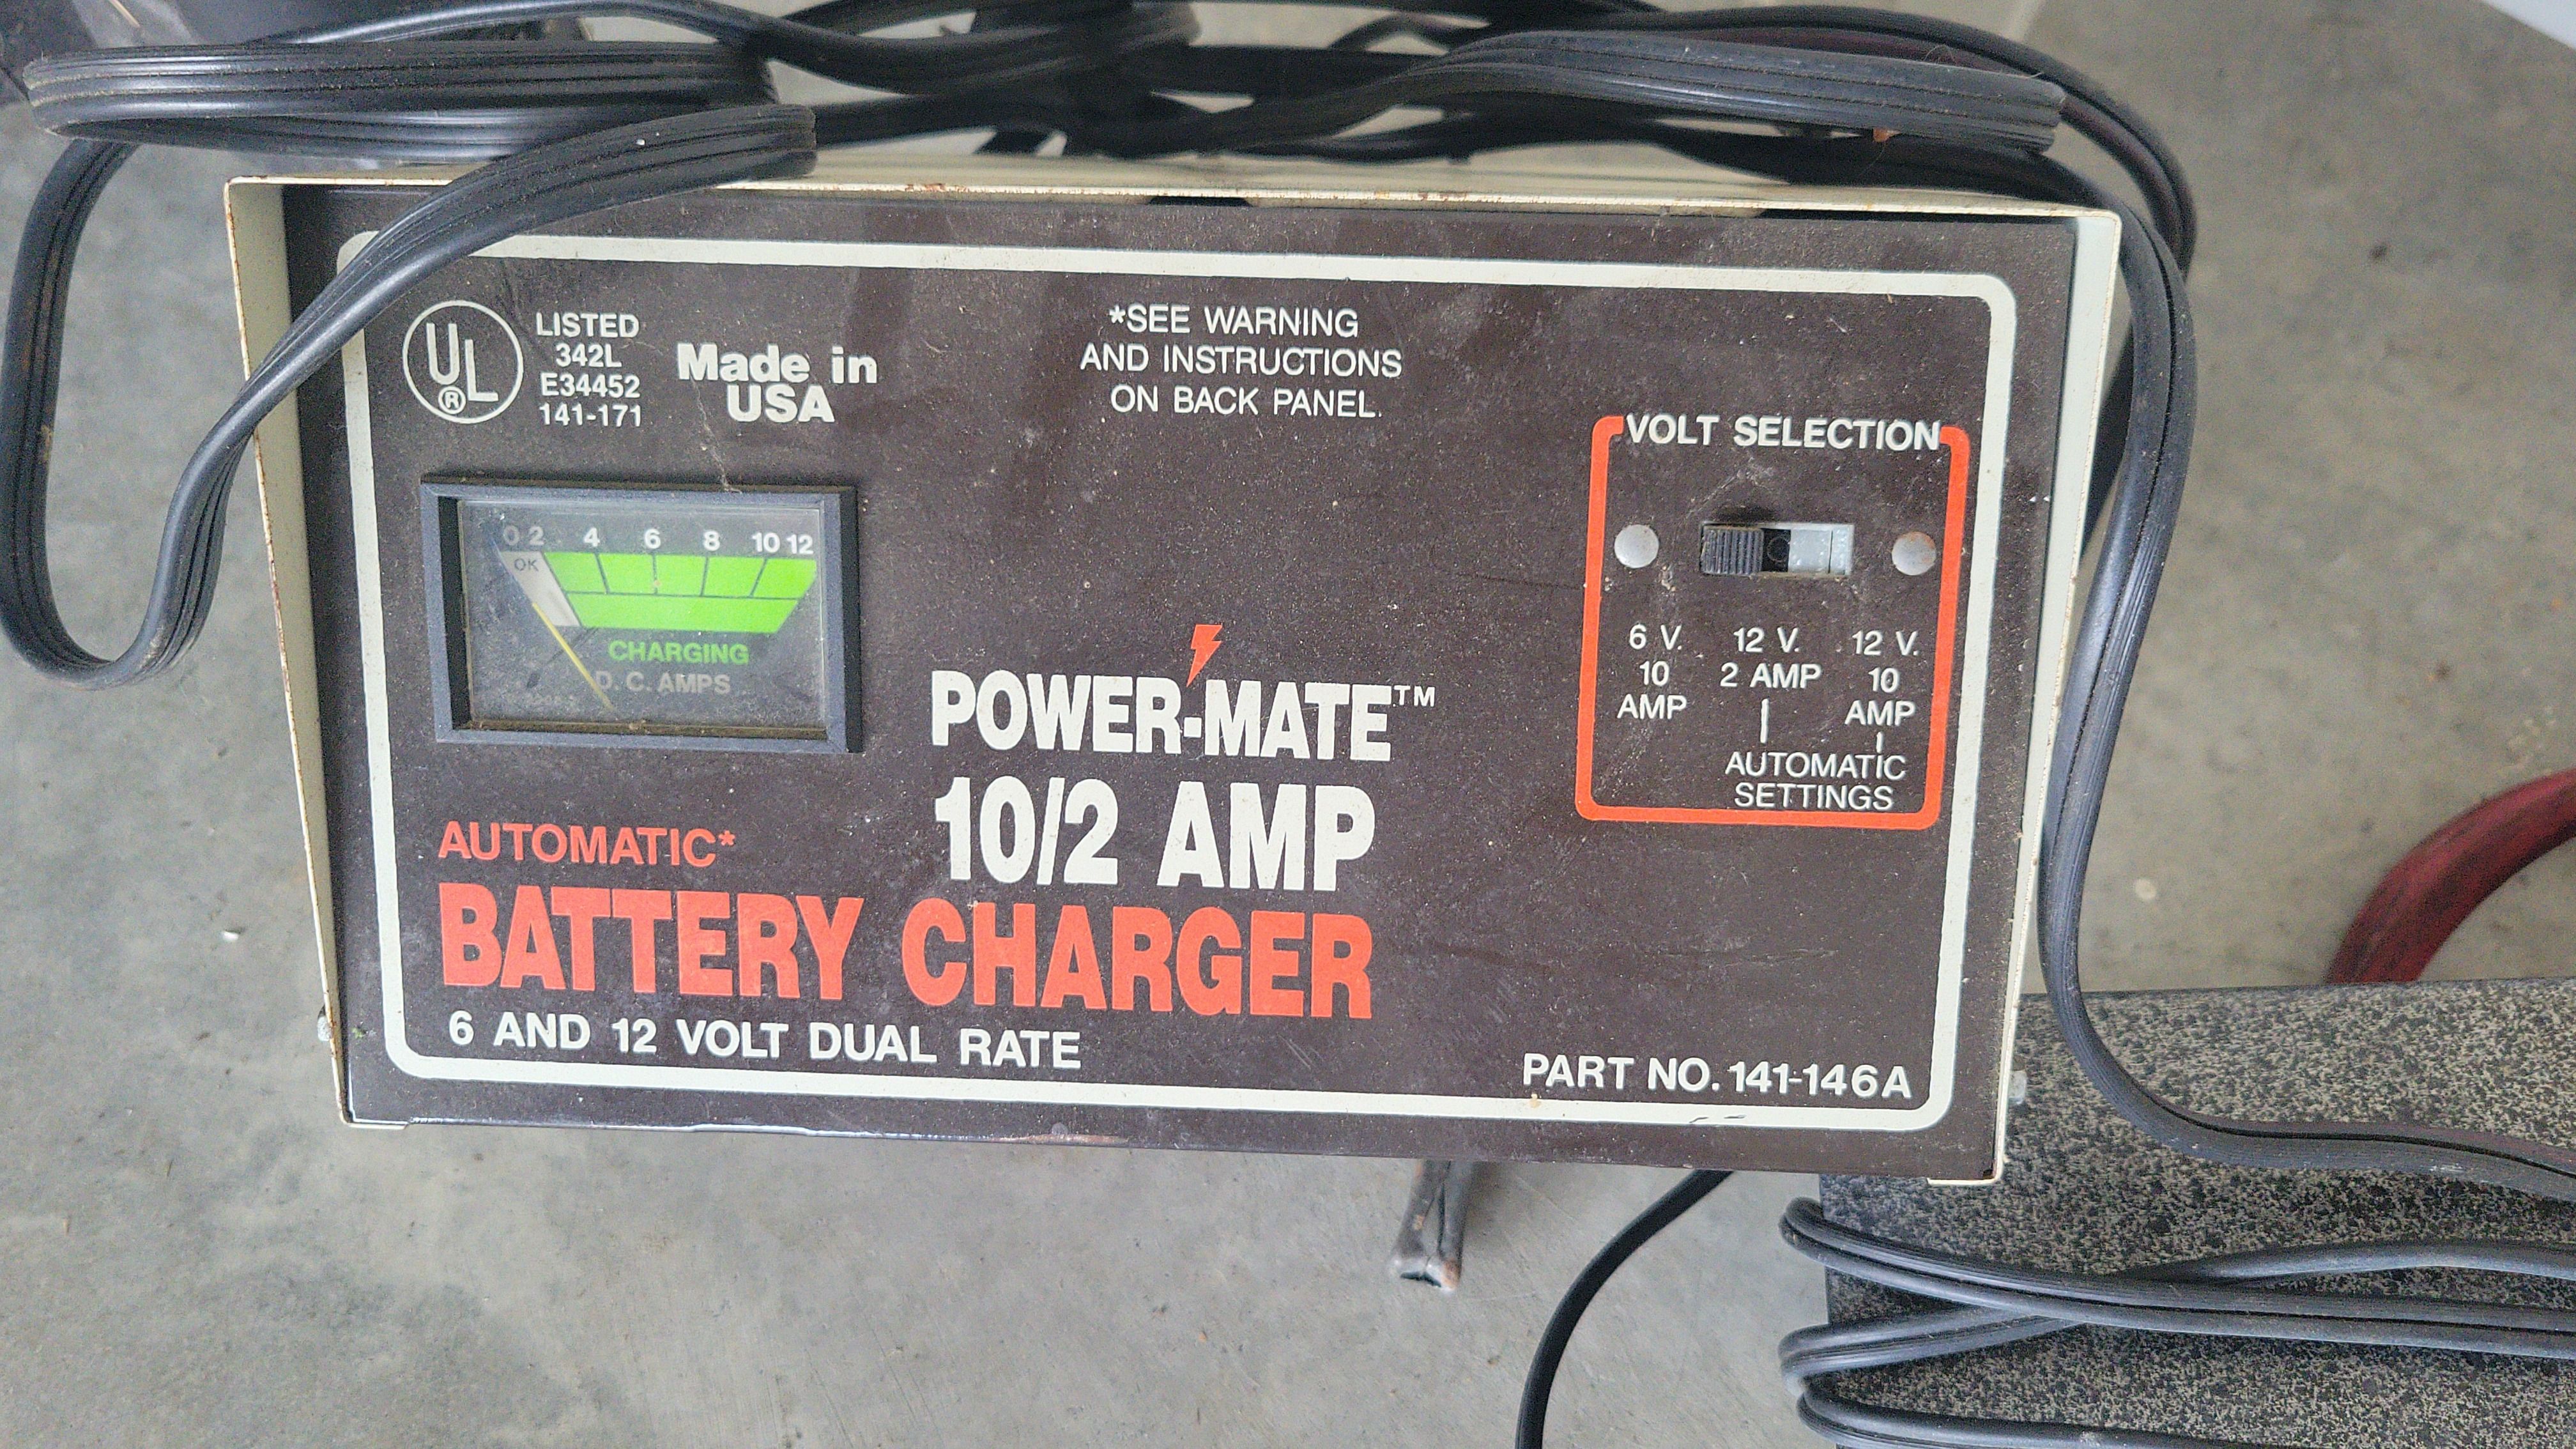 UL
®
LISTED
342L
E34452
141-171
Made in
USA
*SEE WARNING
AND INSTRUCTIONS
ON BACK PANEL.
VOLT SELECTION
0 2 4 6 8 10 12
OK
CHARGING
D.C. AMPS
6 V.
10
AMP
12 V.
2 AMP
12 V.
10
AMP
AUTOMATIC
SETTINGS
POWER-MATE™
10/2 AMP
AUTOMATIC*
BATTERY CHARGER
6 AND 12 VOLT DUAL RATE
PART NO. 141-146A